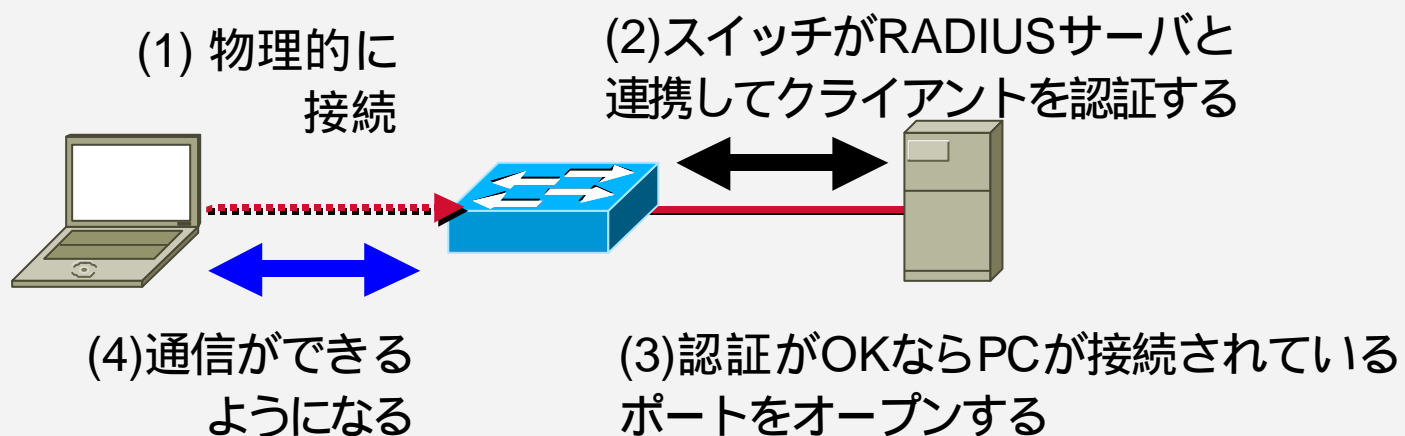 (1) 物理的に
接続
(2)スイッチがRADIUSサーバと
連携してクライアントを認証する
(4)通信ができる
ようになる
(3)認証がOKならPCが接続されている
ポートをオープンする